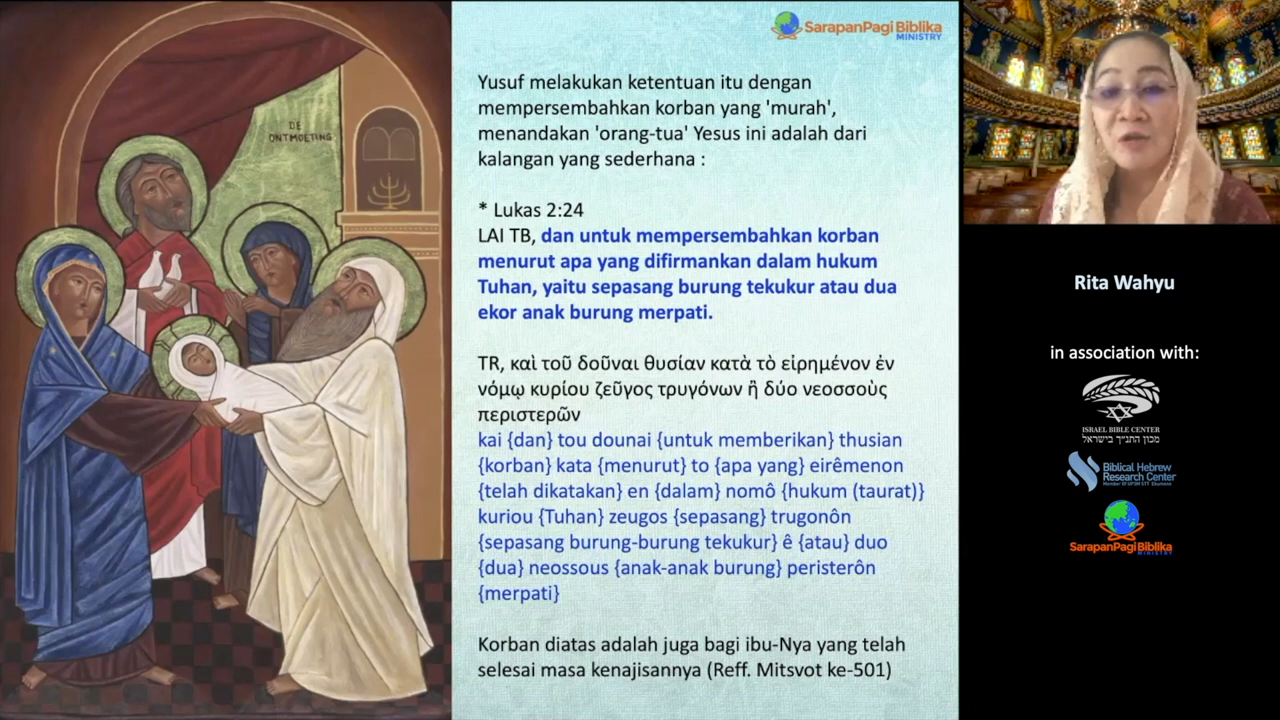 DE
ONTMOETING
SarapanPagi Biblika
MINISTRY
Yusuf melakukan ketentuan itu dengan
mempersembahkan korban yang 'murah',
menandakan 'orang-tua' Yesus ini adalah dari
kalangan yang sederhana :
* Lukas 2:24
LAI TB, dan untuk mempersembahkan korban
menurut apa yang difirmankan dalam hukum
Tuhan, yaitu sepasang burung tekukur atau dua
ekor anak burung merpati.
TR, καὶ τοῦ δοῦναι θυσίαν κατὰ τὸ εἰρημένον ἐν
νόμῳ κυρίου ζεῦγος τρυγόνων ἢ δύο νεοσσοὺς
περιστερῶν
kai {dan} tou dounai {untuk memberikan} thusian
{korban} kata {menurut} to {apa yang} eirêmenon
{telah dikatakan} en {dalam} nomô {hukum (taurat)}
kuriou {Tuhan} zeugos {sepasang} trugonôn
{sepasang burung-burung tekukur} ê {atau} duo
{dua} neossous {anak-anak burung} peristerôn
{merpati}
Korban diatas adalah juga bagi ibu-Nya yang telah
selesai masa kenajisannya (Reff. Mitsvot ke-501)
Rita Wahyu
in association with:
ISRAEL BIBLE CENTER
מכון התנ״ך בישראל
Biblical Hebrew
Research Center
SarapanPagi Biblika
MINISTRY